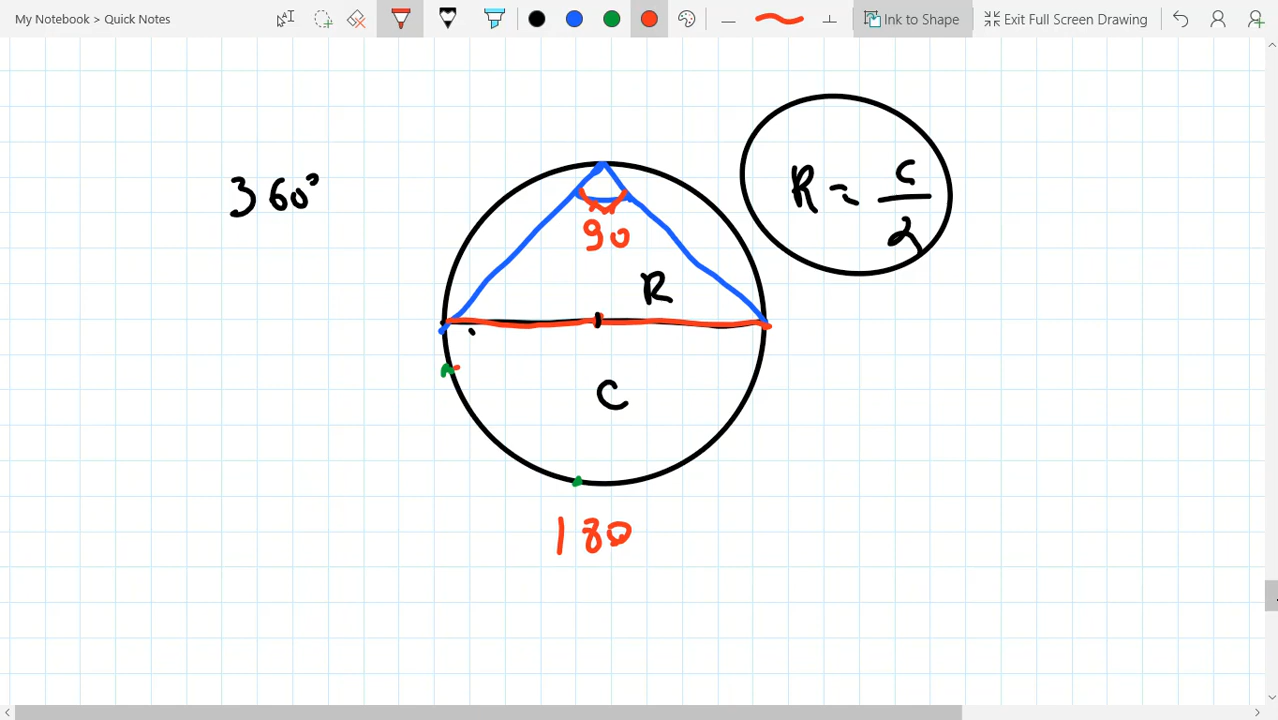 My Notebook > Quick Notes
Ink to Shape
Exit Full Screen Drawing
360°
R = c/2
90
R
C
180